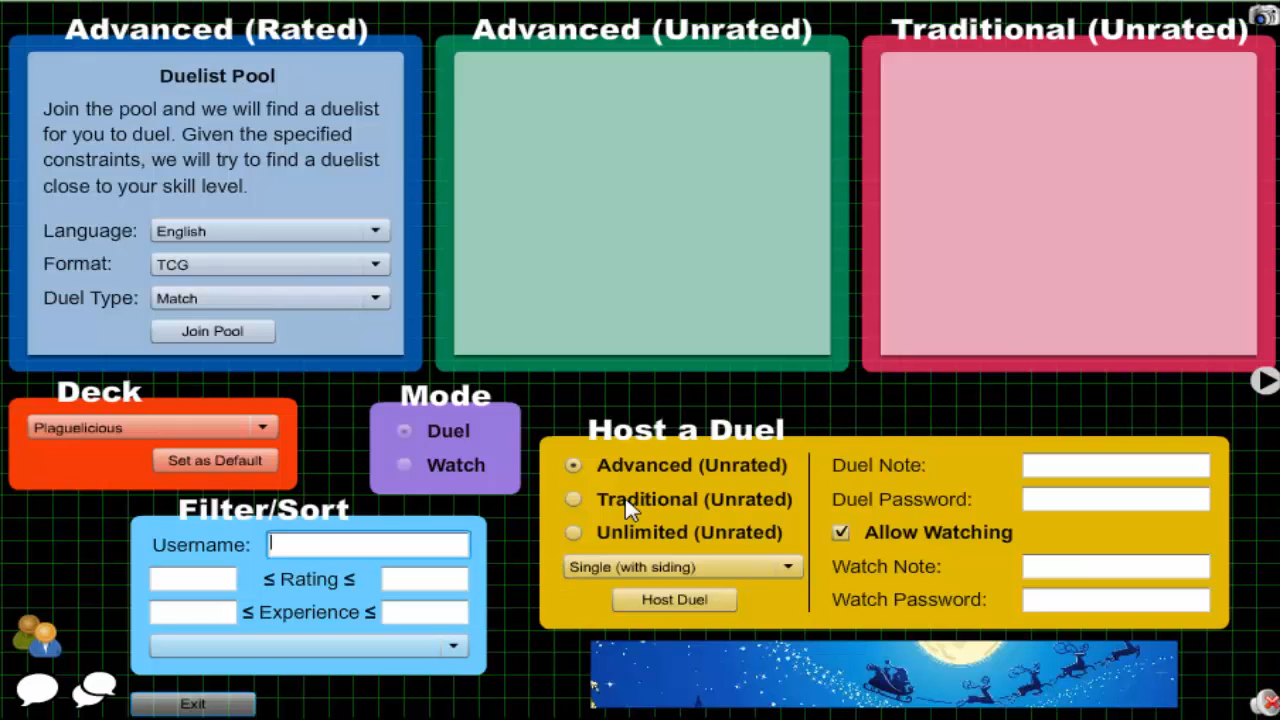 Advanced (Rated)
Duelist Pool
Join the pool and we will find a duelist
for you to duel. Given the specified
constraints, we will try to find a duelist
close to your skill level.
Language: English
Format: TCG
Duel Type: Match
Join Pool
Advanced (Unrated)
Traditional (Unrated)
Deck
Plaguelicious
Set as Default
Mode
Duel
Watch
Filter/Sort
Username:
≤ Rating ≤
≤ Experience ≤
Exit
Host a Duel
Advanced (Unrated)
Traditional (Unrated)
Unlimited (Unrated)
Single (with siding)
Host Duel
Duel Note:
Duel Password:
Allow Watching
Watch Note:
Watch Password: